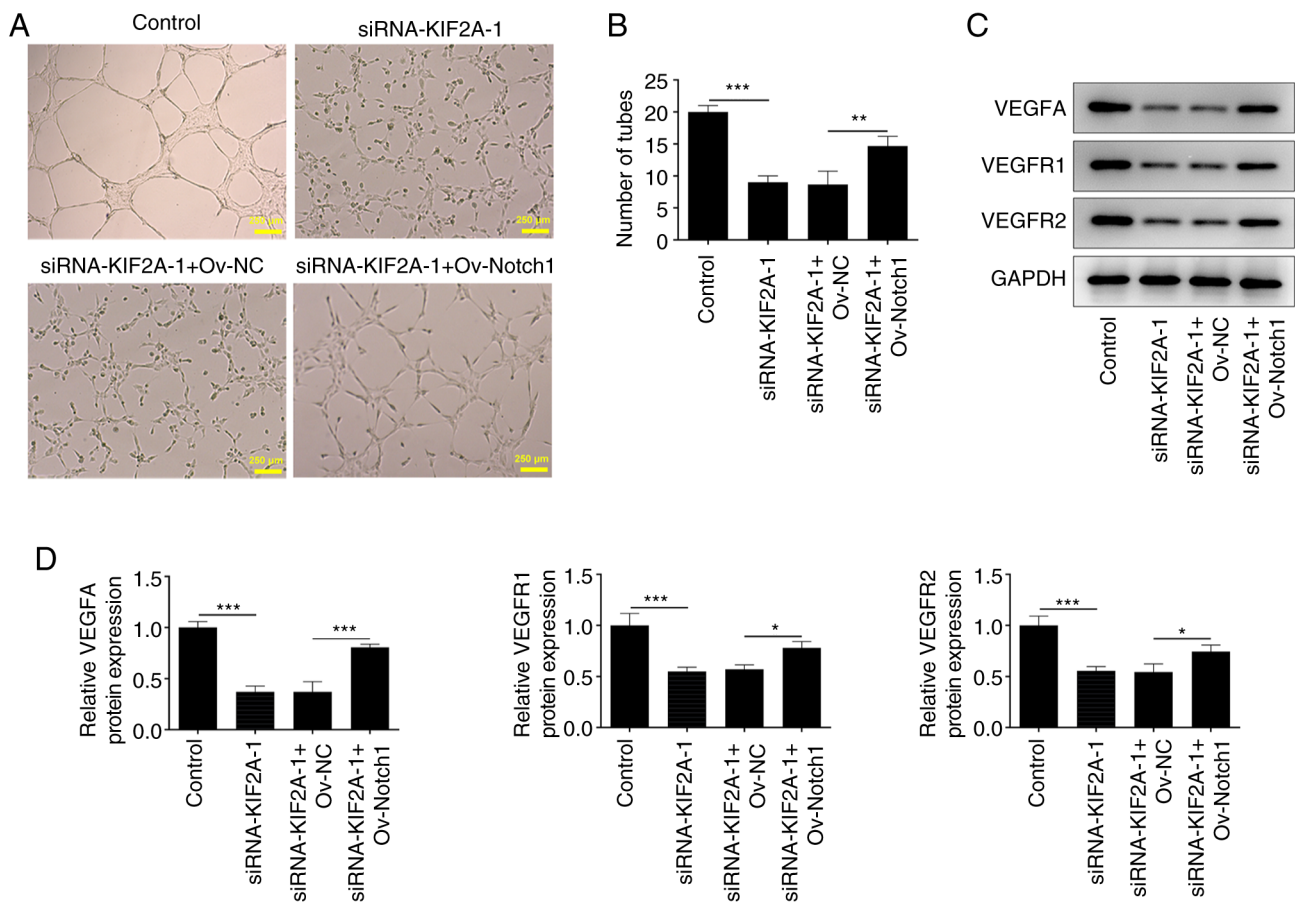 A
Control
siRNA-KIF2A-1
250 µm
250 µm
siRNA-KIF2A-1+Ov-NC
siRNA-KIF2A-1+Ov-Notch1
250 µm
250 µm
B
Number of tubes
25
20
15
10
5
0
***
**
Control
siRNA-KIF2A-1
siRNA-KIF2A-1+
Ov-NC
siRNA-KIF2A-1+
Ov-Notch1
C
VEGFA
VEGFR1
VEGFR2
GAPDH
Control
siRNA-KIF2A-1
siRNA-KIF2A-1+
Ov-NC
siRNA-KIF2A-1+
Ov-Notch1
D
Relative VEGFA
protein expression
1.5
1.0
0.5
0.0
***
***
Control
siRNA-KIF2A-1
siRNA-KIF2A-1+
Ov-NC
siRNA-KIF2A-1+
Ov-Notch1
Relative VEGFR1
protein expression
1.5
1.0
0.5
0.0
***
*
Control
siRNA-KIF2A-1
siRNA-KIF2A-1+
Ov-NC
siRNA-KIF2A-1+
Ov-Notch1
Relative VEGFR2
protein expression
1.5
1.0
0.5
0.0
***
*
Control
siRNA-KIF2A-1
siRNA-KIF2A-1+
Ov-NC
siRNA-KIF2A-1+
Ov-Notch1